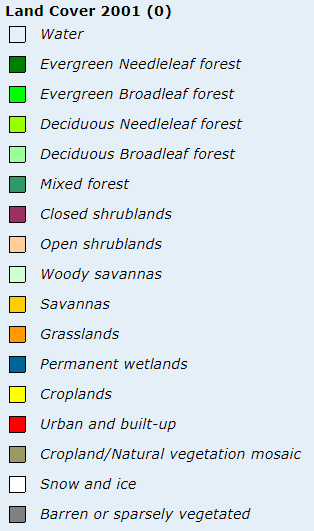 Land Cover 2001 (0)
Water
Evergreen Needleleaf forest
Evergreen Broadleaf forest
Deciduous Needleleaf forest
Deciduous Broadleaf forest
Mixed forest
Closed shrublands
Open shrublands
Woody savannas
Savannas
Grasslands
Permanent wetlands
Croplands
Urban and built-up
Cropland/Natural vegetation mosaic
Snow and ice
Barren or sparsely vegetated